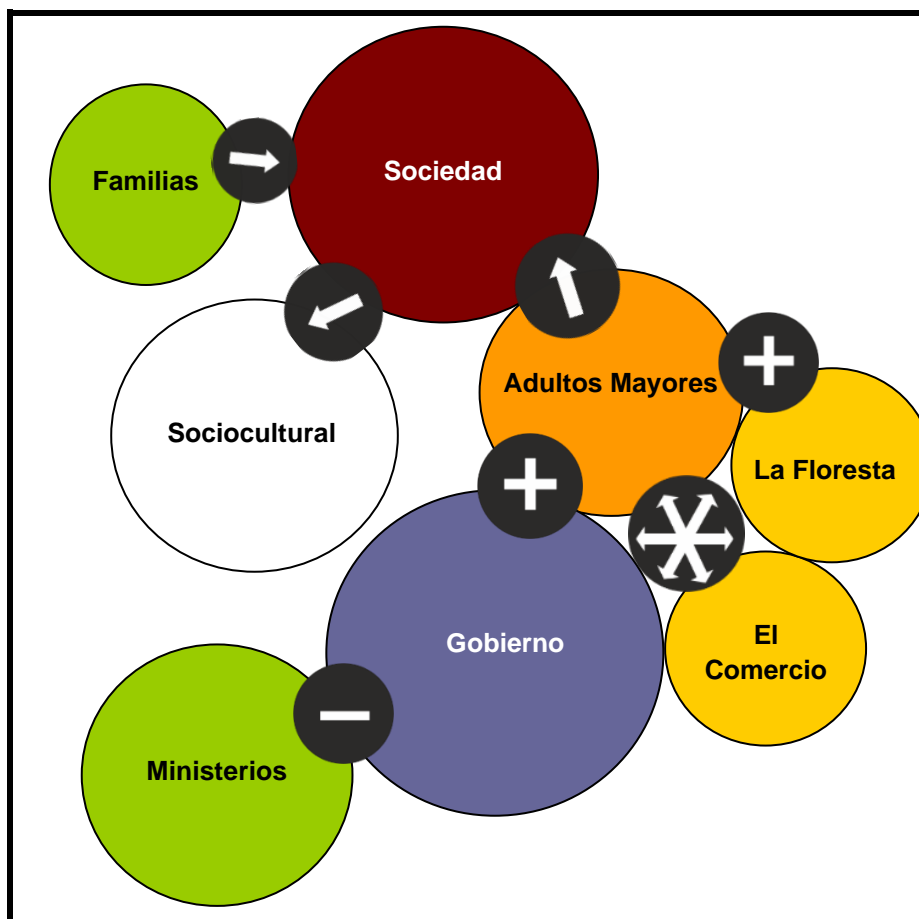 Sociedad
Familias
Adultos Mayores
Sociocultural
La Floresta
Gobierno
El
Comercio
Ministerios